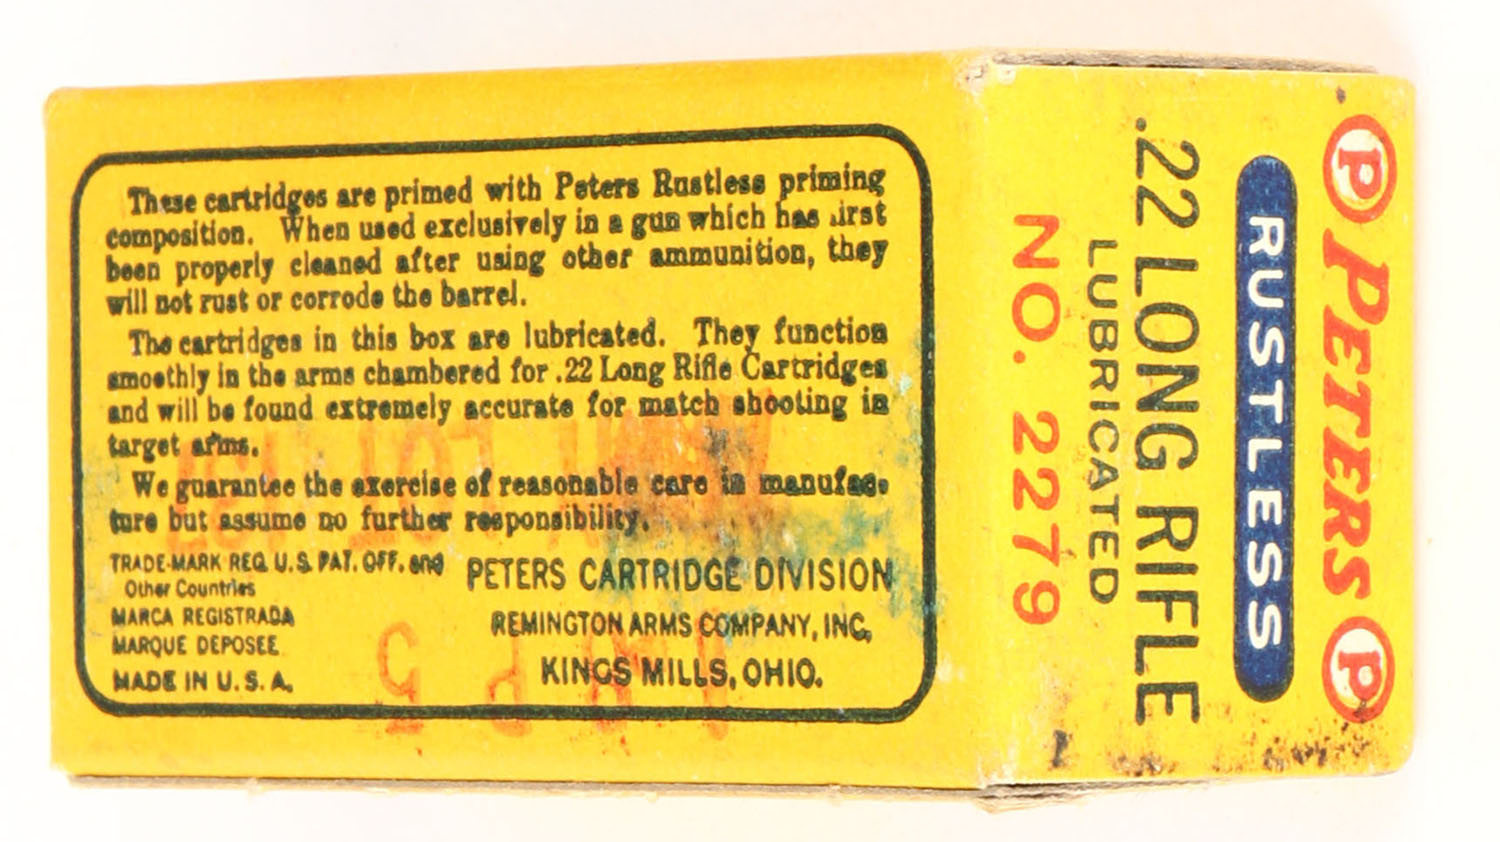 These cartridges are primed with Peters Rustless priming
composition. When used exclusively in a gun which has first
been properly cleaned after using other ammunition, they
will not rust or corrode the barrel.
The cartridges in this box are lubricated. They function
smoothly in the arms chambered for .22 Long Rifle Cartridges
and will be found extremely accurate for match shooting in
target arms.
We guarantee the exercise of reasonable care in manufac-
ture but assume no further responsibility.
TRADE-MARK REG. U.S. PAT. OFF. and
Other Countries
MARCA REGISTRADA
MARQUE DEPOSEE
MADE IN U.S.A.
PETERS CARTRIDGE DIVISION
REMINGTON ARMS COMPANY, INC.
KINGS MILLS, OHIO.
P PETERS P
RUSTLESS
.22 LONG RIFLE
LUBRICATED
NO. 2279